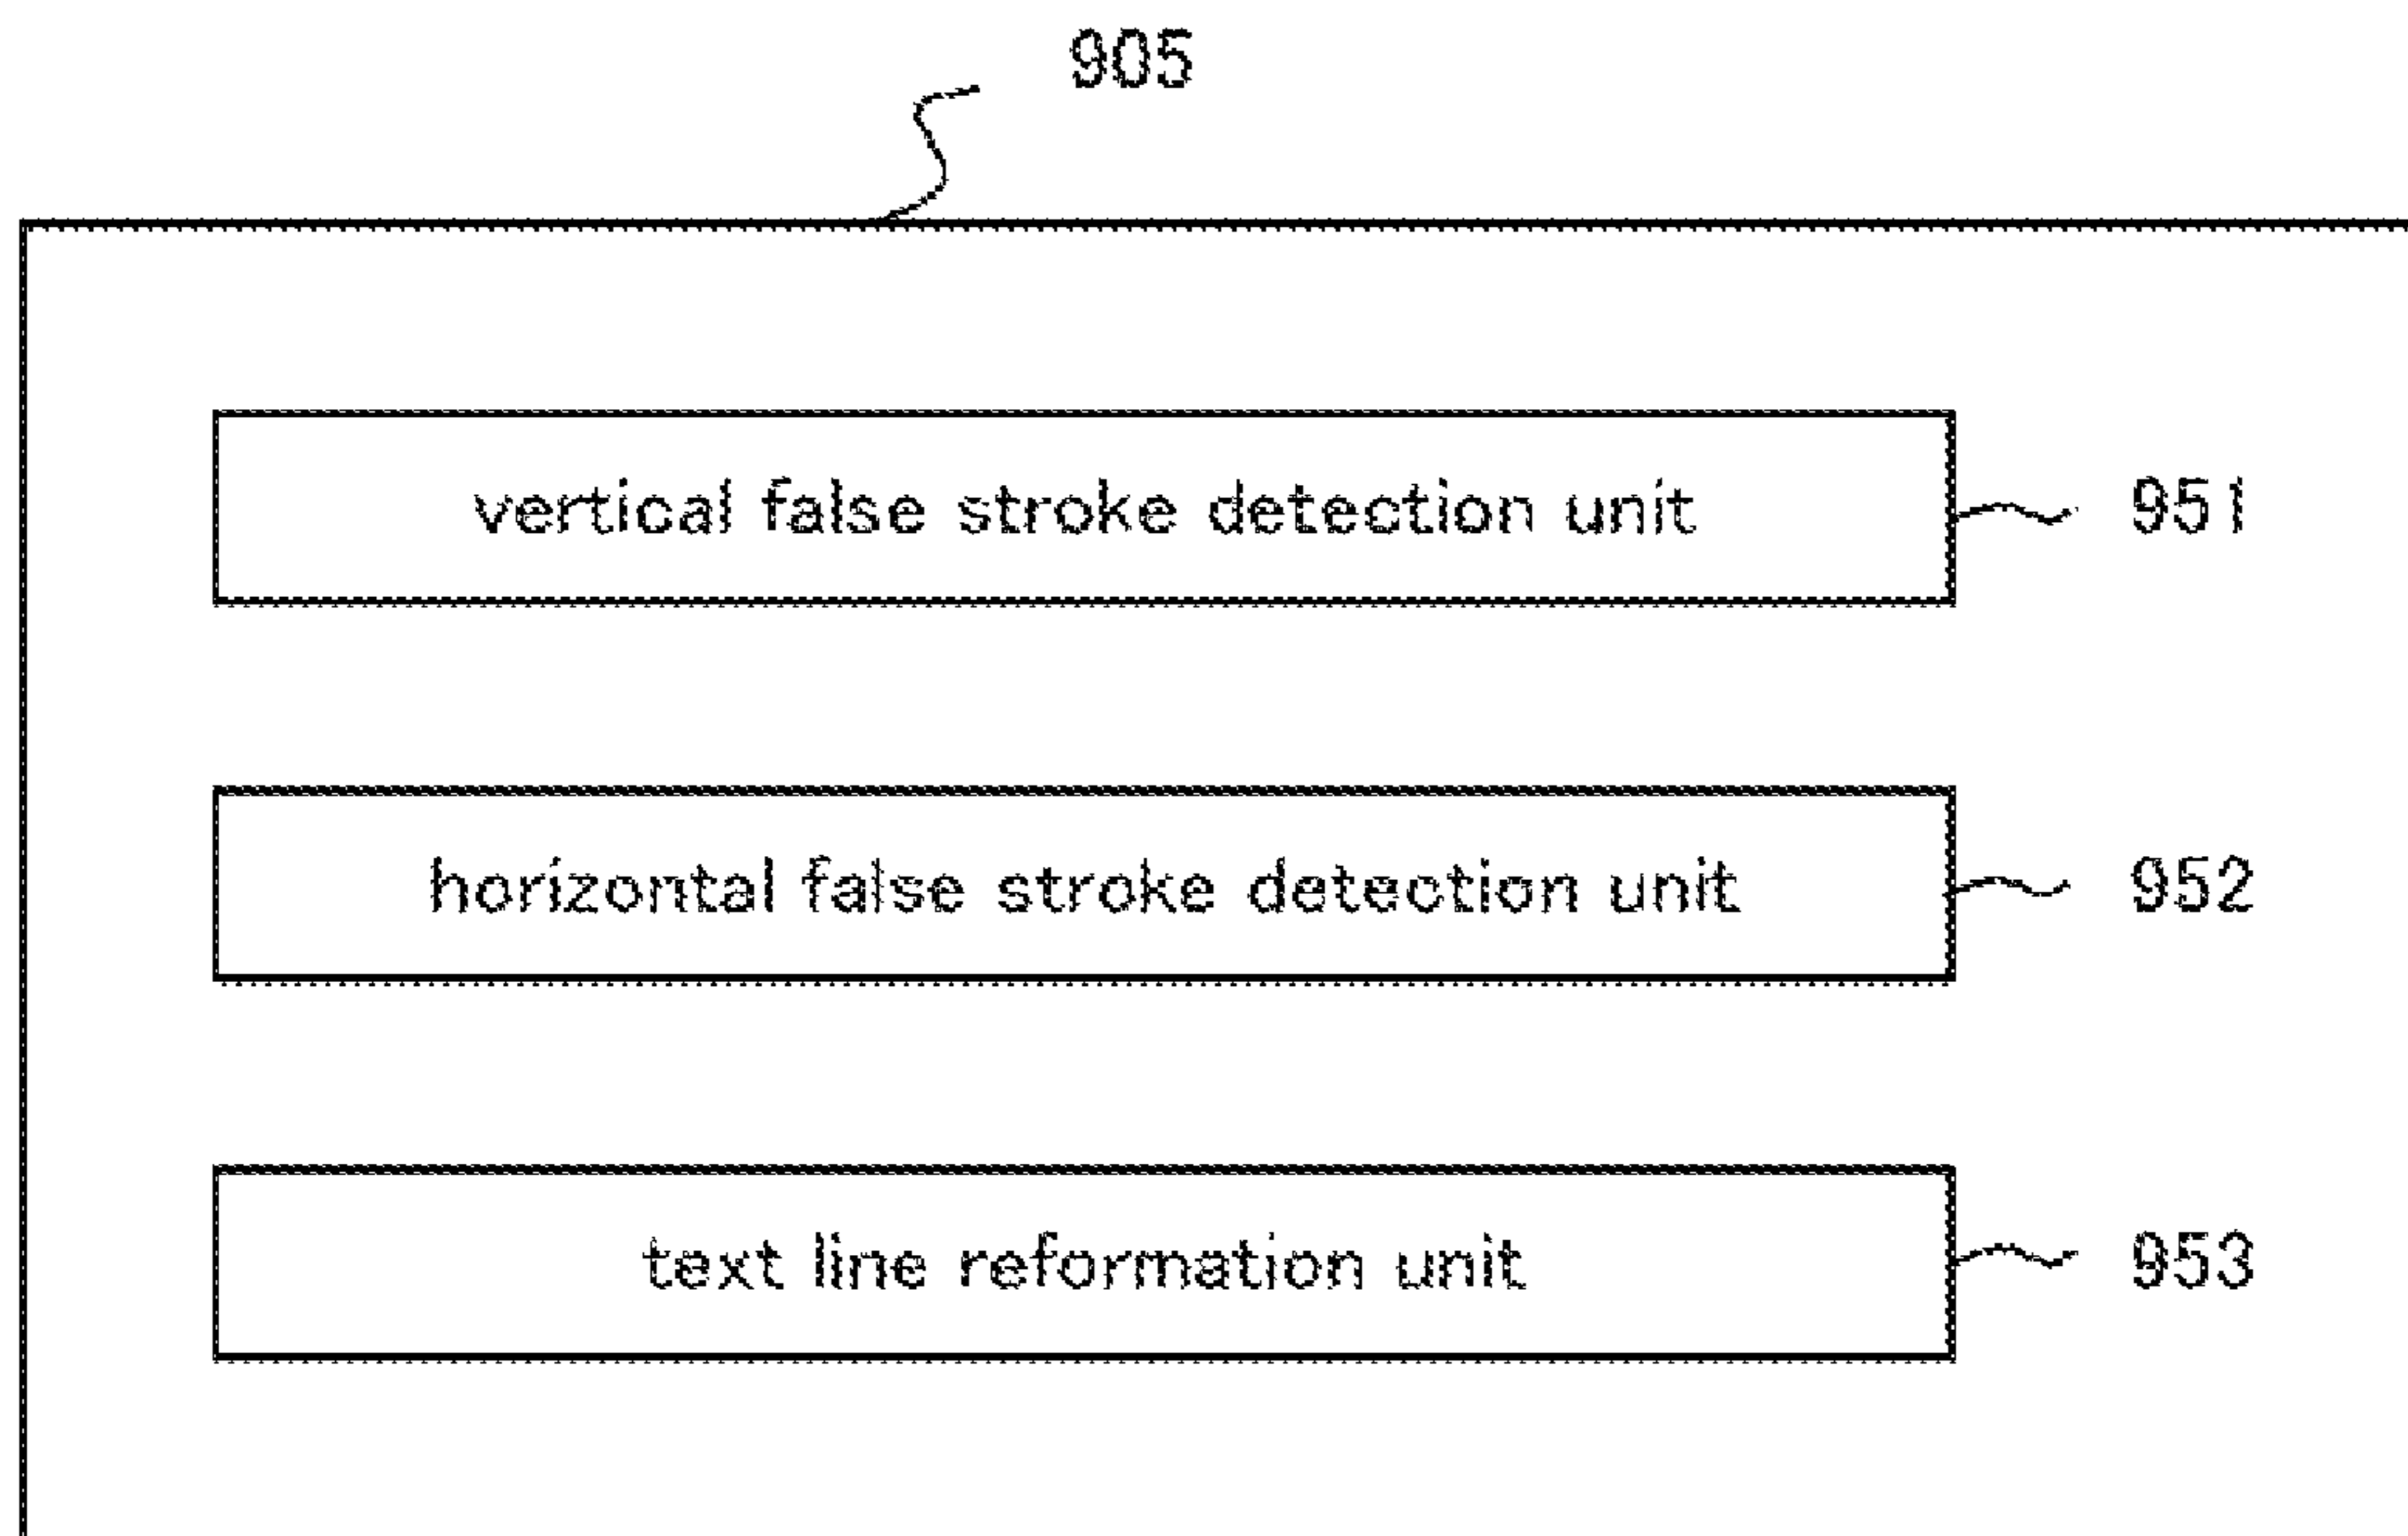 905
vertical false stroke detection unit 951
horizontal false stroke detection unit 952
text line reformation unit 953